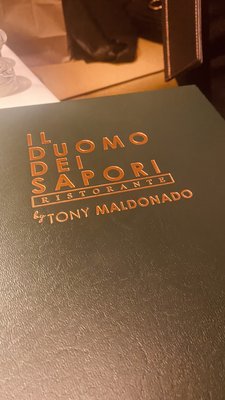 IL
DUOMO
DEI
SAPORI
RISTORANTE
by TONY MALDONADO